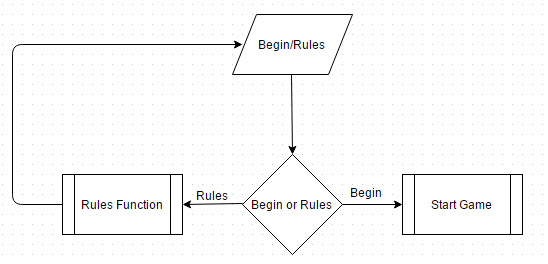 Begin/Rules
Rules
Begin
Rules Function
Begin or Rules
Start Game